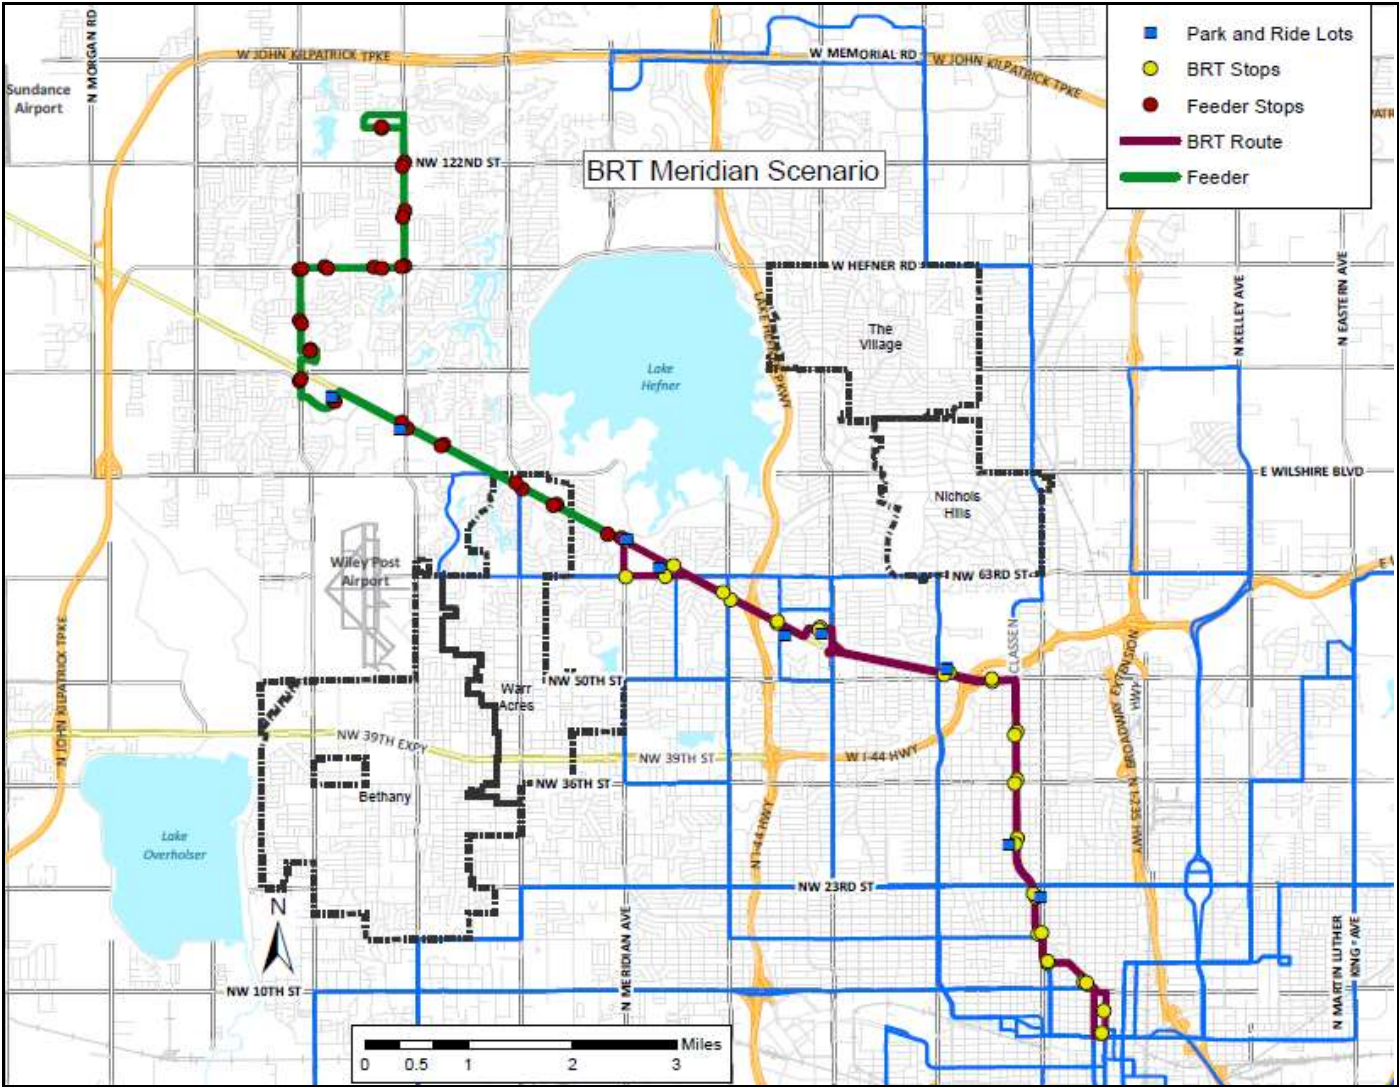 W JOHN KILPATRICK TPKE
W MEMORIAL RD
W JOHN KILPATRICK TPKE
N MORGAN RD
Sundance
Airport
Park and Ride Lots
BRT Stops
Feeder Stops
BRT Route
Feeder
NW 122ND ST
BRT Meridian Scenario
W HEFNER RD
N KELLEY AVE
N EASTERN AVE
The
Village
Lake
Hefner
E WILSHIRE BLVD
Nichols
Hills
Wiley Post
Airport
NW 63RD ST
CLASSEN
N JOHN KILPATRICK TPKE
Warr
Acres
NW 50TH ST
NW 39TH EXPY
NW 39TH ST
W I-44 HWY
N BROADWAY EXTENSION
HWY
N I-235 HWY
NW 36TH ST
Bethany
Lake
Overholser
N I-44 HWY
NW 23RD ST
N
N MERIDIAN AVE
N MARTIN LUTHER
KING AVE
NW 10TH ST
Miles
0 0.5 1 2 3